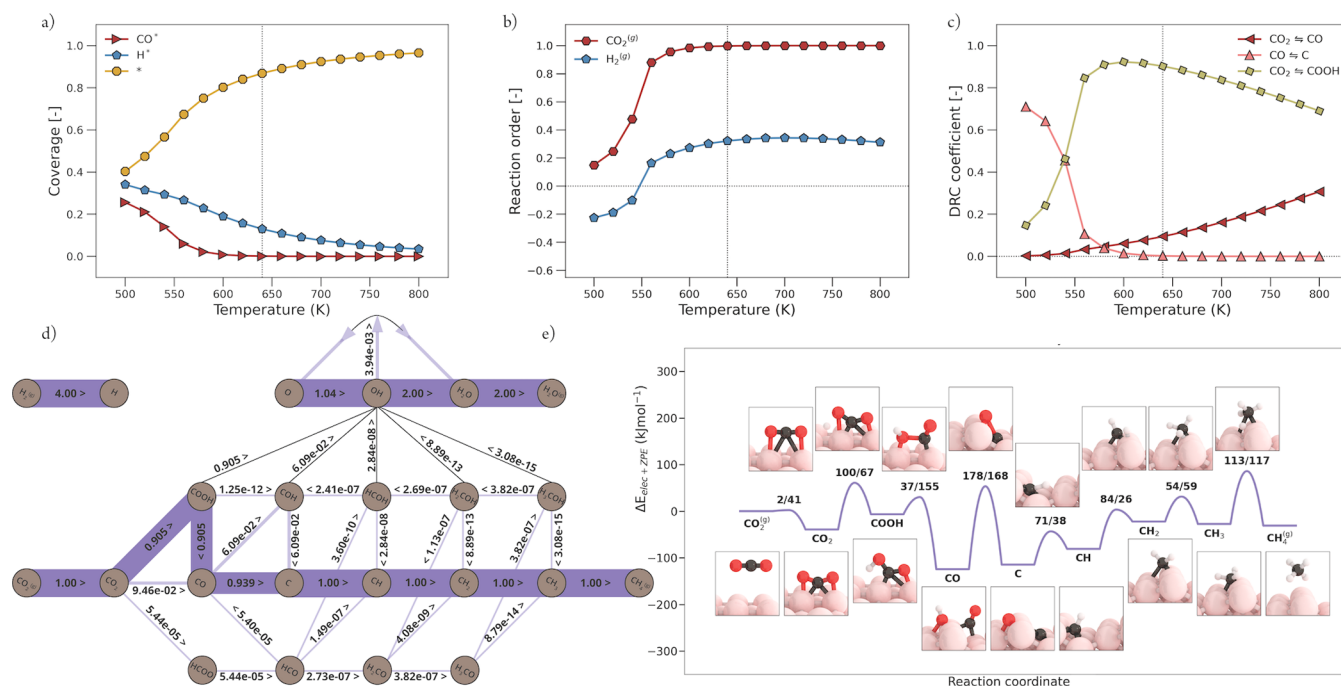 a)
CO*
H*
*
Coverage [-]
1.0
0.8
0.6
0.4
0.2
0.0
500
550
600
650
700
750
800
Temperature (K)
b)
CO₂⁽ᵍ⁾
H₂⁽ᵍ⁾
Reaction order [-]
1.0
0.8
0.6
0.4
0.2
0.0
−0.2
−0.4
−0.6
500
550
600
650
700
750
800
Temperature (K)
c)
CO₂ ⇋ CO
CO ⇋ C
CO₂ ⇋ COOH
DRC coefficient [-]
1.0
0.8
0.6
0.4
0.2
0.0
500
550
600
650
700
750
800
Temperature (K)
d)
3.94e-03 >
H₂⁽ᵍ⁾ 4.00 > H
O 1.04 > OH 2.00 > H₂O 2.00 > H₂O⁽ᵍ⁾
0.905 >
6.09e-02 >
2.84e-08 >
< 8.89e-13
< 3.08e-15
COOH 1.25e-12 > COH < 2.41e-07 HCOH < 2.69e-07 H₂COH < 3.82e-07 H₃COH
0.905 >
< 0.905
6.09e-02 >
< 6.09e-02
3.60e-10 >
< 2.84e-08
< 1.13e-07
< 8.89e-13
3.82e-07 >
< 3.08e-15
CO₂⁽ᵍ⁾ 1.00 > CO₂ 9.46e-02 > CO 0.939 > C 1.00 > CH 1.00 > CH₂ 1.00 > CH₃ 1.00 > CH₄⁽ᵍ⁾
5.44e-05 >
< 5.40e-05
1.49e-07 >
4.08e-09 >
8.79e-14 >
HCOO 5.44e-05 > HCO 2.73e-07 > H₂CO 3.82e-07 > H₃CO
e)
ΔE_elec+ZPE (kJmol⁻¹)
300
200
100
0
−100
−200
−300
2/41
100/67
37/155
178/168
71/38
84/26
54/59
113/117
CO₂⁽ᵍ⁾
CO₂
COOH
CO
C
CH
CH₂
CH₃
CH₄⁽ᵍ⁾
Reaction coordinate